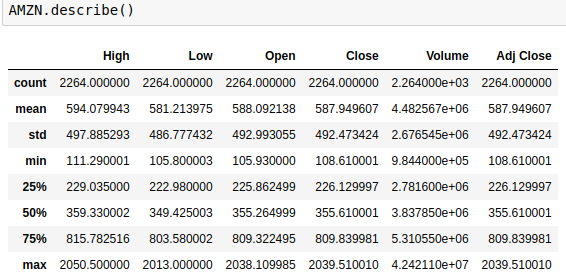 AMZN.describe()
High Low Open Close Volume Adj Close
count 2264.000000 2264.000000 2264.000000 2264.000000 2.264000e+03 2264.000000
mean 594.079943 581.213975 588.092138 587.949607 4.482567e+06 587.949607
std 497.885293 486.777432 492.993055 492.473424 2.676545e+06 492.473424
min 111.290001 105.800003 105.930000 108.610001 9.844000e+05 108.610001
25% 229.035000 222.980000 225.862499 226.129997 2.781600e+06 226.129997
50% 359.330002 349.425003 355.264999 355.610001 3.837850e+06 355.610001
75% 815.782516 803.580002 809.322495 809.839981 5.310550e+06 809.839981
max 2050.500000 2013.000000 2038.109985 2039.510010 4.242110e+07 2039.510010